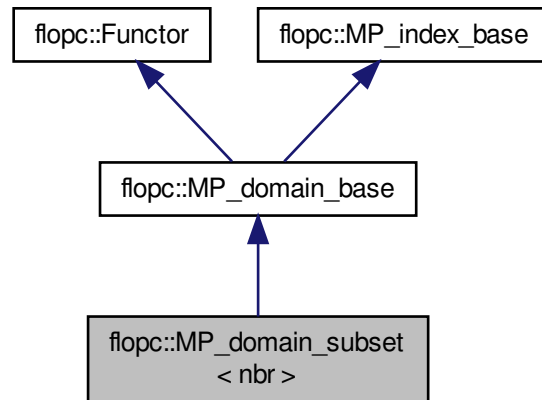 flopc::Functor
flopc::MP_index_base
flopc::MP_domain_base
flopc::MP_domain_subset
< nbr >